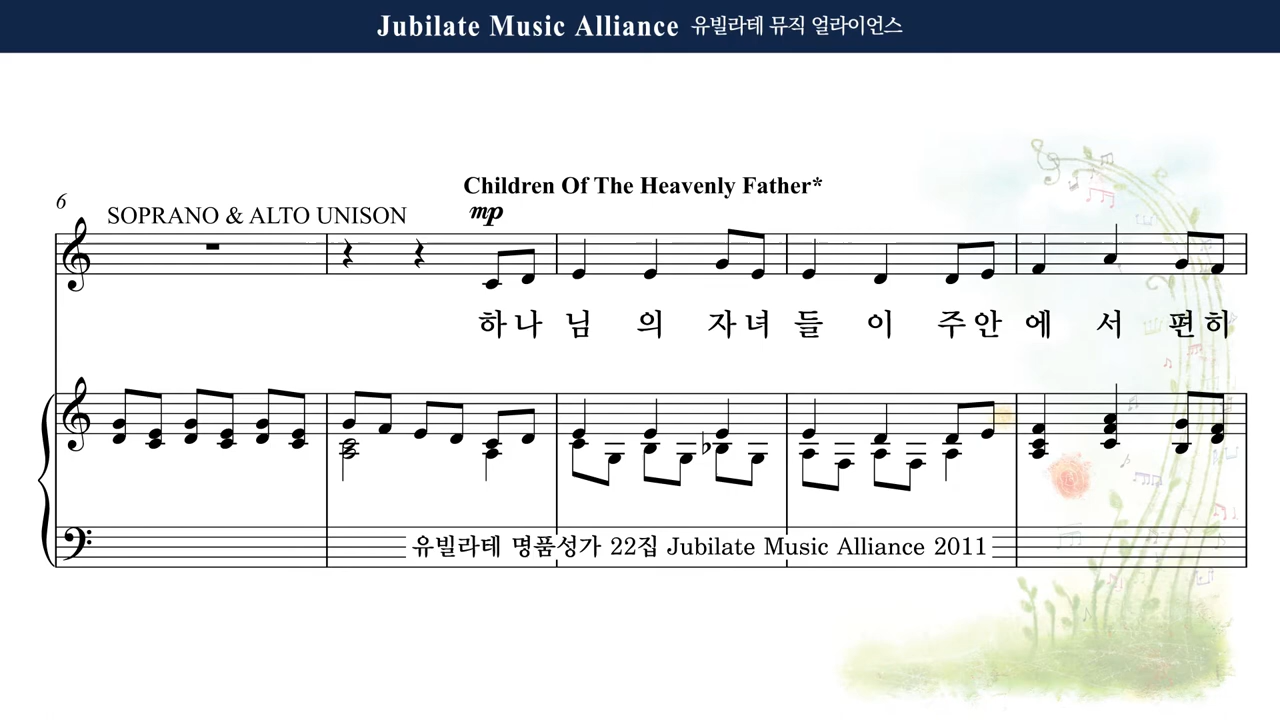 Jubilate Music Alliance 유빌라테 뮤직 얼라이언스
Children Of The Heavenly Father*
6
SOPRANO & ALTO UNISON
mp
하나 님 의 자녀 들 이 주안 에 서 편히
유빌라테 명품성가 22집 Jubilate Music Alliance 2011